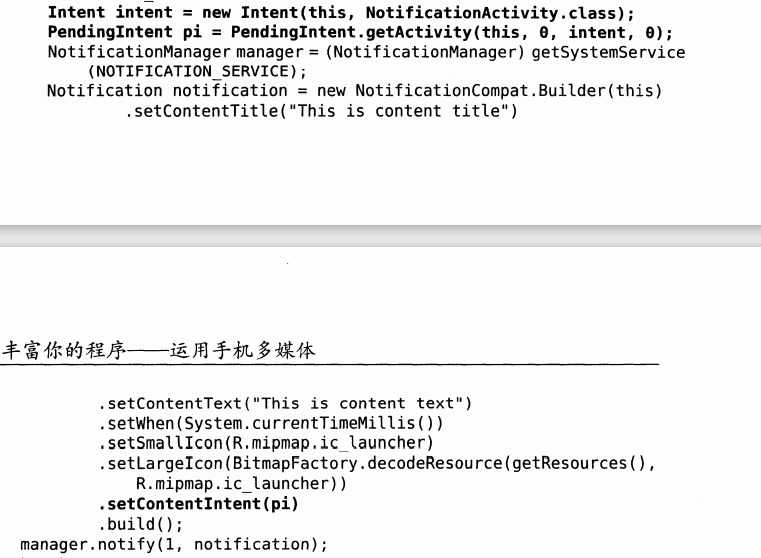 Intent intent = new Intent(this, NotificationActivity.class);
PendingIntent pi = PendingIntent.getActivity(this, 0, intent, 0);
NotificationManager manager = (NotificationManager) getSystemService
(NOTIFICATION_SERVICE);
Notification notification = new NotificationCompat.Builder(this)
.setContentTitle("This is content title")
丰富你的程序——运用手机多媒体
.setContentText("This is content text")
.setWhen(System.currentTimeMillis())
.setSmallIcon(R.mipmap.ic_launcher)
.setLargeIcon(BitmapFactory.decodeResource(getResources(),
R.mipmap.ic_launcher))
.setContentIntent(pi)
.build();
manager.notify(1, notification);